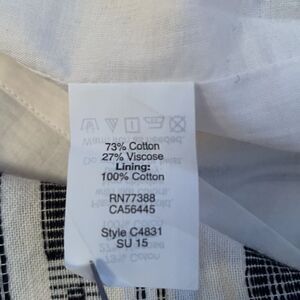 73% Cotton
27% Viscose
Lining:
100% Cotton
RN77388
CA56445
Style C4831
SU 15